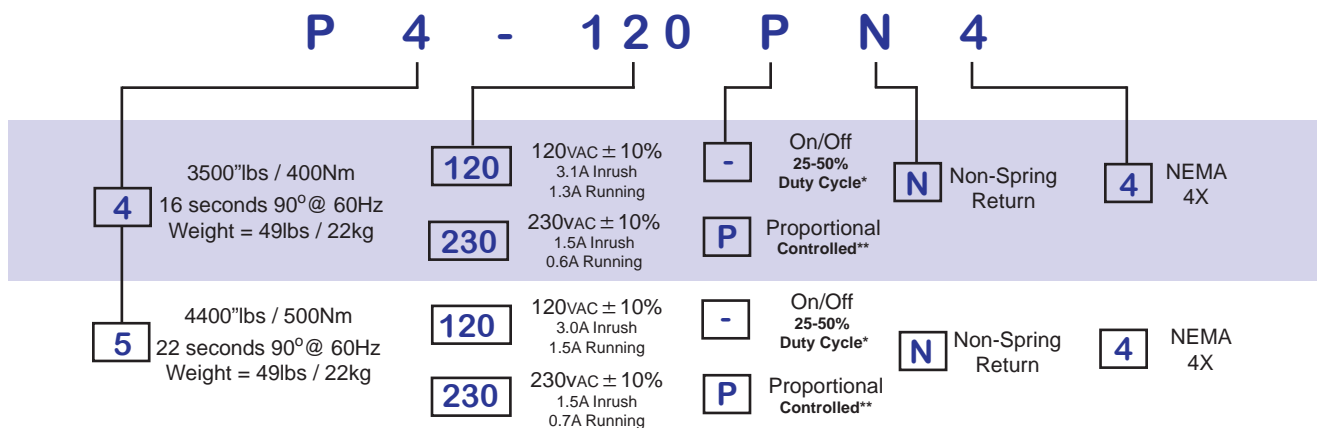 P 4 - 120 P N 4
4
3500"lbs / 400Nm
16 seconds 90°@ 60Hz
Weight = 49lbs / 22kg
120
120VAC ± 10%
3.1A Inrush
1.3A Running
230
230VAC ± 10%
1.5A Inrush
0.6A Running
-
On/Off
25-50%
Duty Cycle*
P
Proportional
Controlled**
N
Non-Spring
Return
4
NEMA
4X
5
4400"lbs / 500Nm
22 seconds 90°@ 60Hz
Weight = 49lbs / 22kg
120
120VAC ± 10%
3.0A Inrush
1.5A Running
230
230VAC ± 10%
1.5A Inrush
0.7A Running
-
On/Off
25-50%
Duty Cycle*
P
Proportional
Controlled**
N
Non-Spring
Return
4
NEMA
4X